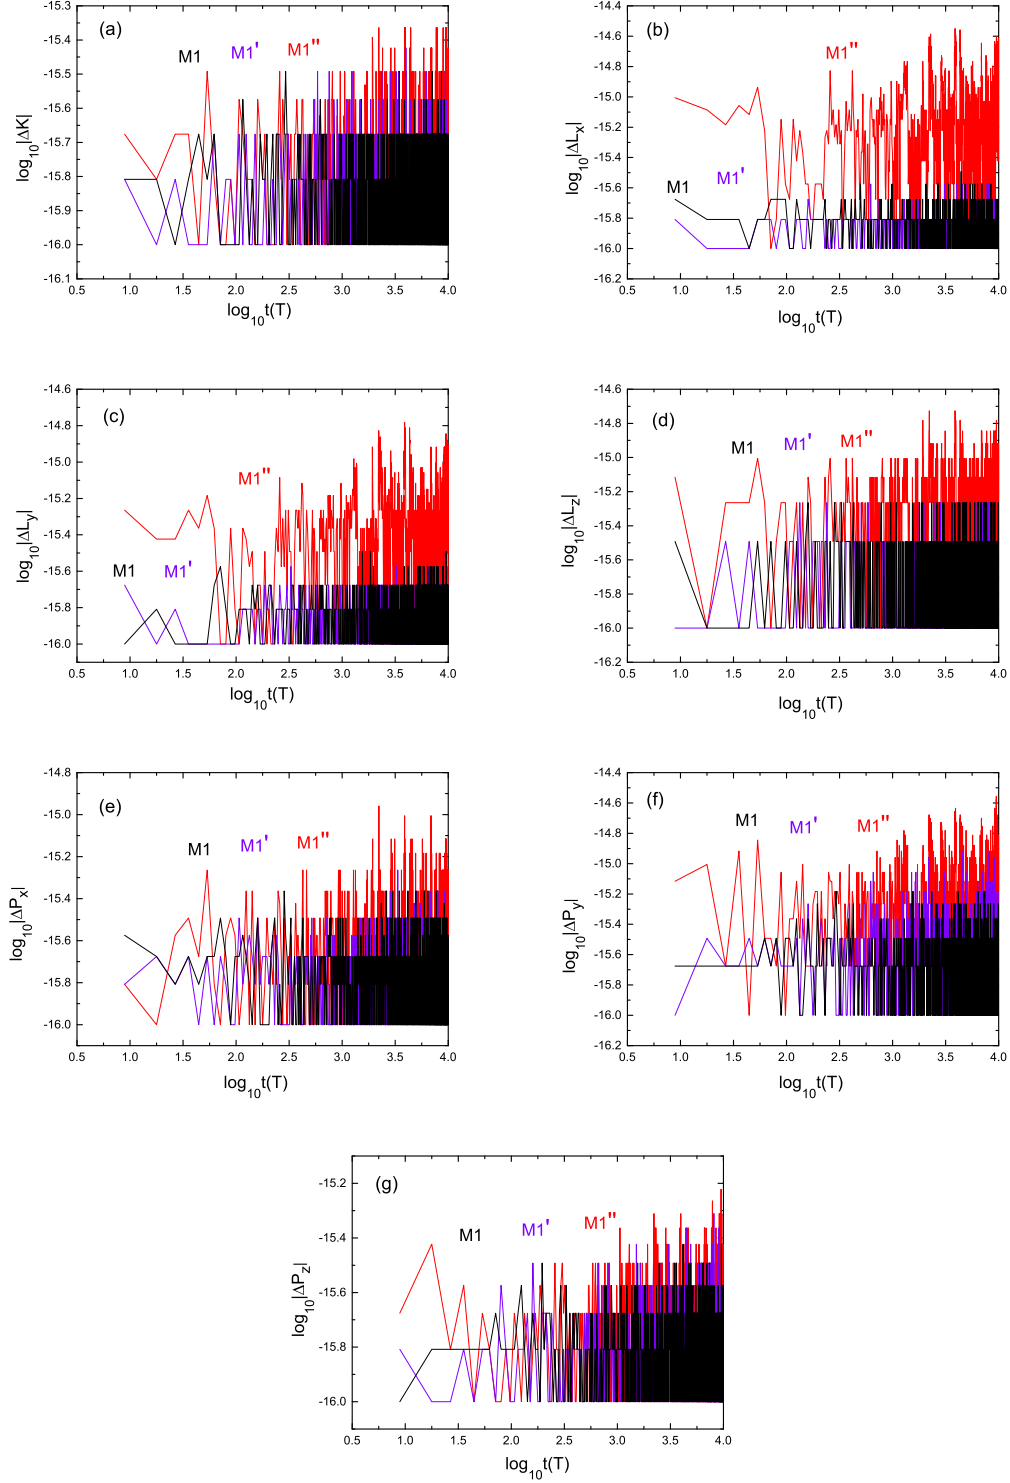 (a)
M1 M1' M1''
log10|ΔK|
-15.3
-15.4
-15.5
-15.6
-15.7
-15.8
-15.9
-16.0
-16.1
0.5 1.0 1.5 2.0 2.5 3.0 3.5 4.0
log10t(T)
(b)
M1''
M1 M1'
log10|ΔLx|
-14.4
-14.6
-14.8
-15.0
-15.2
-15.4
-15.6
-15.8
-16.0
-16.2
0.5 1.0 1.5 2.0 2.5 3.0 3.5 4.0
log10t(T)
(c)
M1''
M1 M1'
log10|ΔLy|
-14.6
-14.8
-15.0
-15.2
-15.4
-15.6
-15.8
-16.0
0.5 1.0 1.5 2.0 2.5 3.0 3.5 4.0
log10t(T)
(d)
M1 M1' M1''
log10|ΔLz|
-14.6
-14.8
-15.0
-15.2
-15.4
-15.6
-15.8
-16.0
-16.2
0.5 1.0 1.5 2.0 2.5 3.0 3.5 4.0
log10t(T)
(e)
M1 M1' M1''
log10|ΔPx|
-14.8
-15.0
-15.2
-15.4
-15.6
-15.8
-16.0
0.5 1.0 1.5 2.0 2.5 3.0 3.5 4.0
log10t(T)
(f)
M1 M1' M1''
log10|ΔPy|
-14.4
-14.6
-14.8
-15.0
-15.2
-15.4
-15.6
-15.8
-16.0
-16.2
0.5 1.0 1.5 2.0 2.5 3.0 3.5 4.0
log10t(T)
(g)
M1 M1' M1''
log10|ΔPz|
-15.2
-15.4
-15.6
-15.8
-16.0
0.5 1.0 1.5 2.0 2.5 3.0 3.5 4.0
log10t(T)